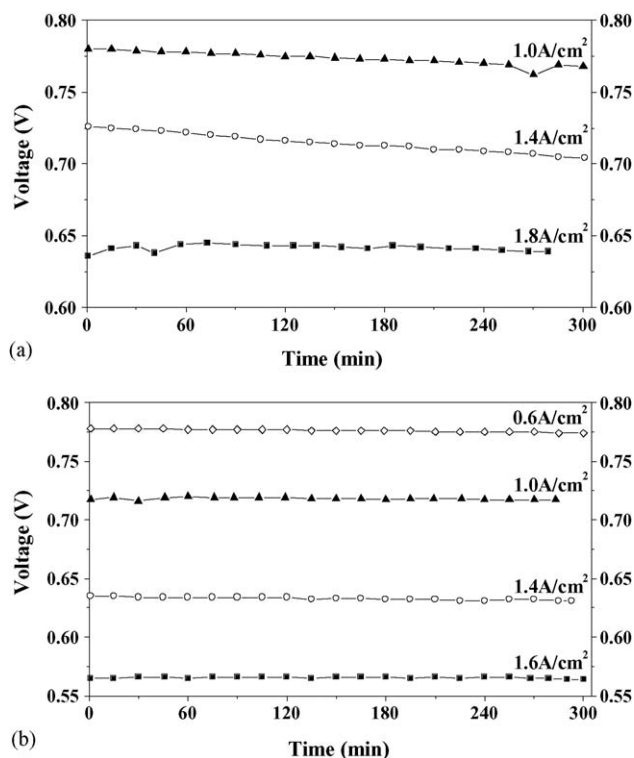 0.80 0.80
1.0A/cm²
0.75 0.75
1.4A/cm²
0.70 0.70
Voltage (V)
0.65 1.8A/cm² 0.65
0.60 0.60
0 60 120 180 240 300
(a)
Time (min)
0.80 0.80
0.6A/cm²
0.75 0.75
1.0A/cm²
0.70 0.70
Voltage (V)
0.65 0.65
1.4A/cm²
0.60 0.60
1.6A/cm²
0.55 0.55
0 60 120 180 240 300
(b)
Time (min)